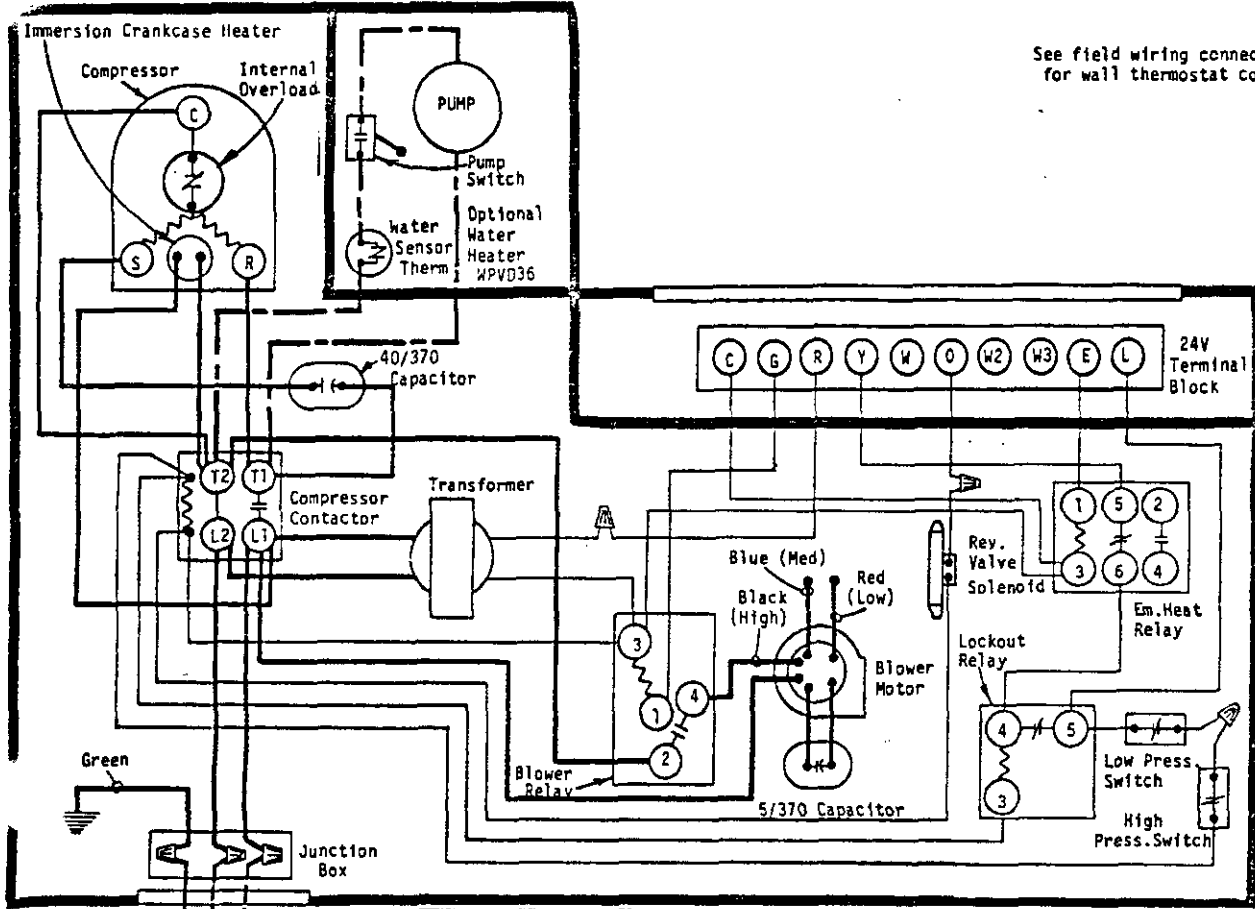 Immersion Crankcase Heater
Compressor
Internal
Overload
C
S
R
PUMP
Pump
Switch
Water
Sensor
Therm
Optional
Water
Heater
WPVD36
See field wiring connec
for wall thermostat co
40/370
Capacitor
C G R Y W O W2 W3 E L
24V
Terminal
Block
T2 T1
L2 L1
Compressor
Contactor
Transformer
Blue (Med)
Black
(High)
Red
(Low)
Rev.
Valve
Solenoid
1 5 2
3 6 4
Em.Heat
Relay
3
1
4
2
Blower
Relay
Blower
Motor
5/370 Capacitor
Lockout
Relay
4 5
3
Low Press.
Switch
High
Press.Switch
Green
Junction
Box